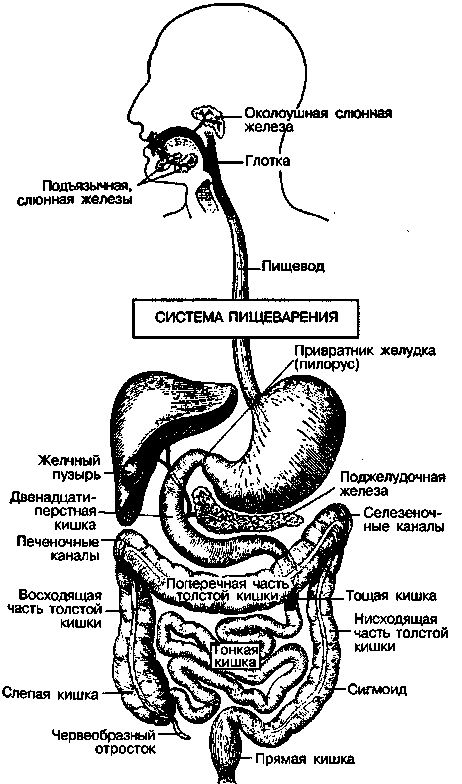 Околоушная слюнная
железа
Глотка
Подъязычная,
слюнная железы
Пищевод
СИСТЕМА ПИЩЕВАРЕНИЯ
Привратник желудка
(пилорус)
Желчный
пузырь
Поджелудочная
железа
Двенадцати-
перстная
кишка
Селезеноч-
ные каналы
Печеночные
каналы
Поперечная часть
толстой кишки
Тощая кишка
Восходящая
часть толстой
кишки
Нисходящая
часть толстой
кишки
Тонкая
кишка
Слепая кишка
Сигмоид
Червеобразный
отросток
Прямая кишка